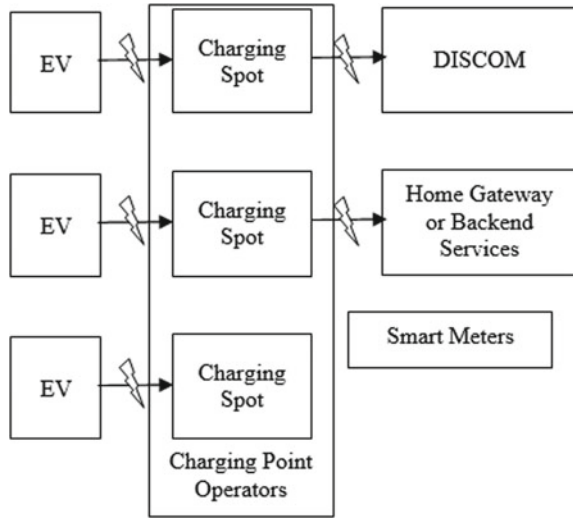 EV
Charging
Spot
DISCOM
EV
Charging
Spot
Home Gateway
or Backend
Services
EV
Charging
Spot
Smart Meters
Charging Point
Operators